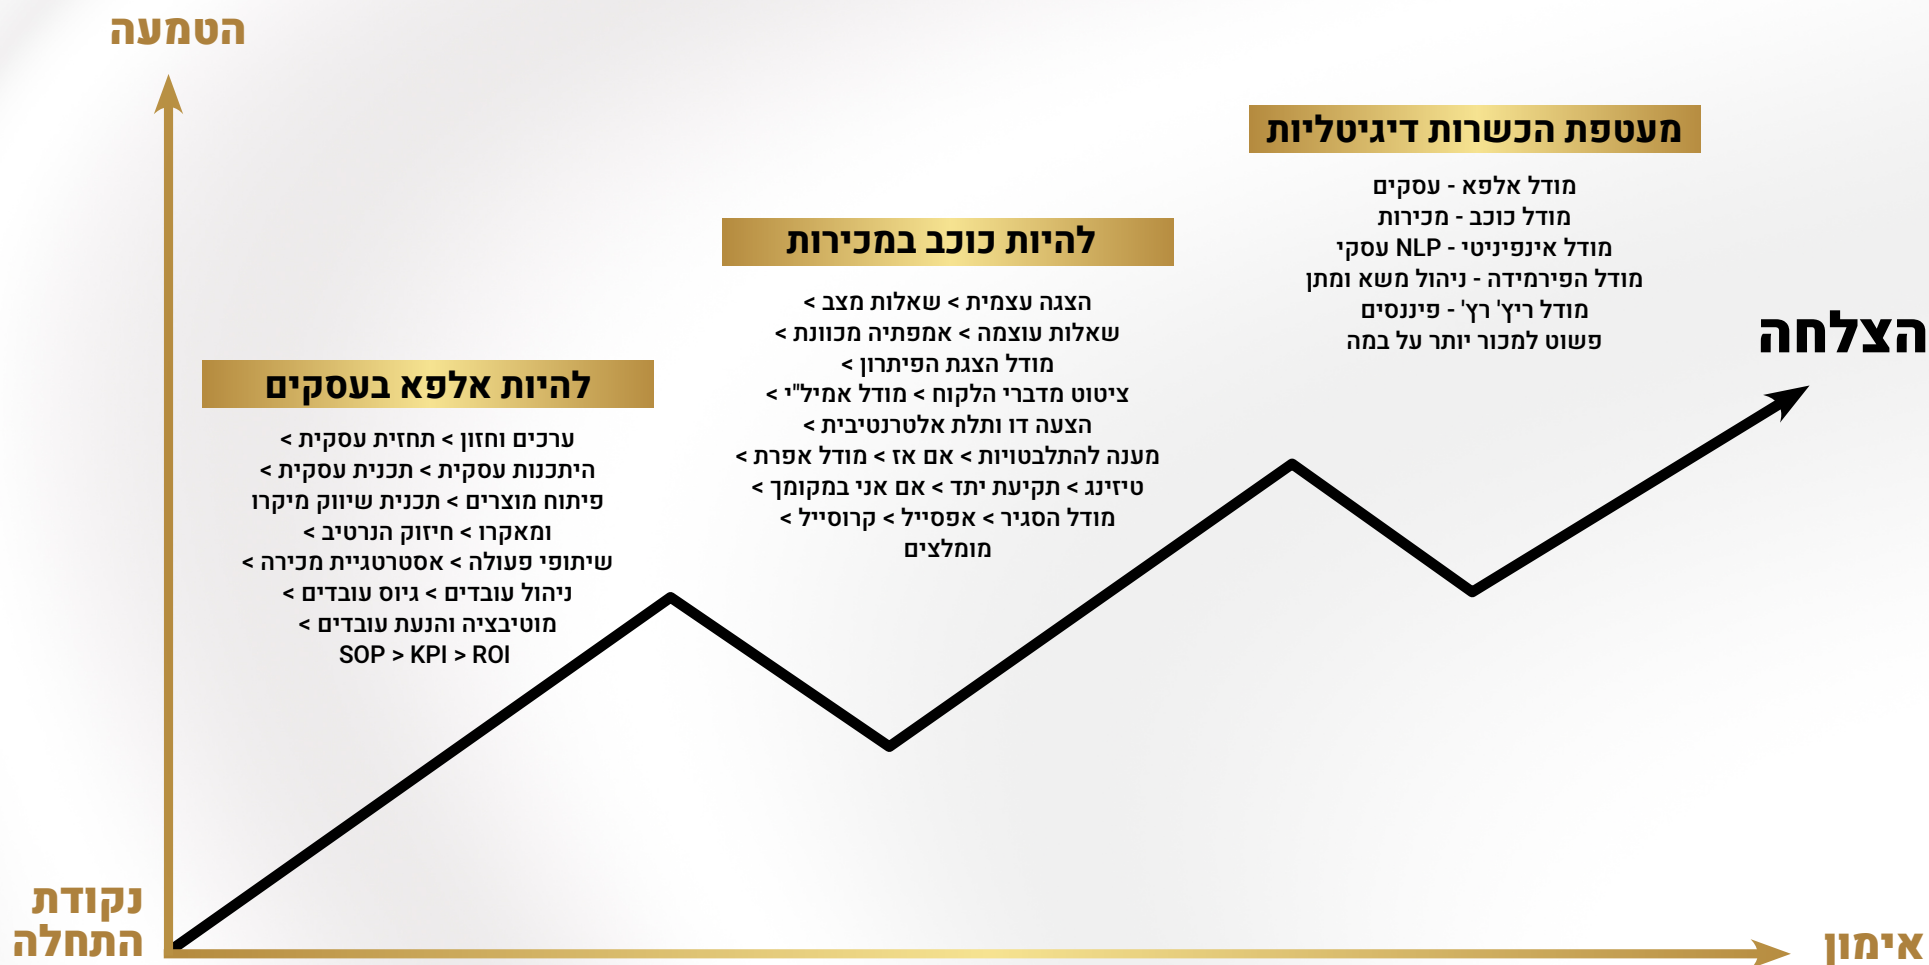 הטמעה
מעטפת הכשרות דיגיטליות
מודל אלפא - עסקים
מודל כוכב - מכירות
מודל אינפיניטי - NLP עסקי
מודל הפירמידה - ניהול משא ומתן
מודל ריץ' רץ' - פיננסים
פשוט למכור יותר על במה
הצלחה
להיות כוכב במכירות
הצגה עצמית > שאלות מצב >
שאלות עוצמה > אמפתיה מכוונת >
מודל הצגת הפיתרון >
ציטוט מדברי הלקוח > מודל אמיל"י >
הצעה דו ותלת אלטרנטיבית >
מענה להתלבטויות > אם אז > מודל אפרת >
טיזינג > תקיעת יתד > אם אני במקומך >
מודל הסגיר > אפסייל > קרוסייל >
מומלצים
להיות אלפא בעסקים
ערכים וחזון > תחזית עסקית >
היתכנות עסקית > תכנית עסקית >
פיתוח מוצרים > תכנית שיווק מיקרו
ומאקרו > חיזוק הנרטיב >
שיתופי פעולה > אסטרטגיית מכירה >
ניהול עובדים > גיוס עובדים >
מוטיבציה והנעת עובדים >
SOP > KPI > ROI
נקודת
התחלה
אימון